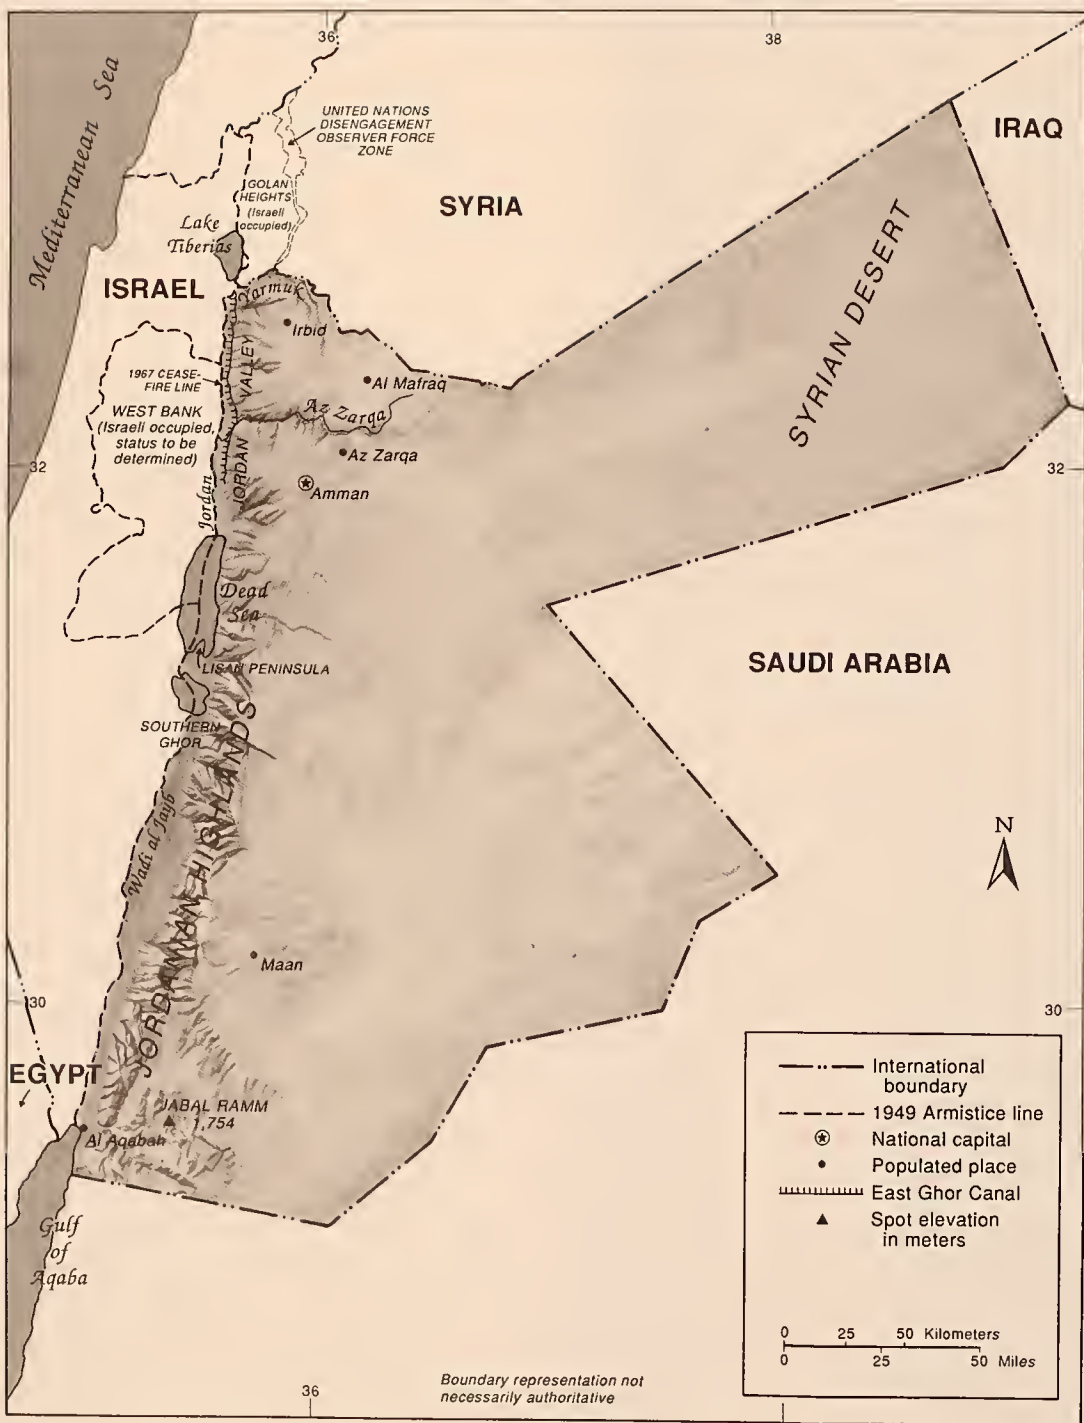 36
38
Mediterranean Sea
UNITED NATIONS
DISENGAGEMENT
OBSERVER FORCE
ZONE
IRAQ
GOLAN
HEIGHTS
(Israeli
occupied)
SYRIA
Lake
Tiberias
ISRAEL
Yarmuk
Irbid
SYRIAN DESERT
1967 CEASE-
FIRE LINE
JORDAN VALLEY
Al Mafraq
Az Zarqa
WEST BANK
(Israeli occupied,
status to be
determined)
Az Zarqa
32
32
Jordan
Amman
Dead
Sea
LISAN PENINSULA
SAUDI ARABIA
SOUTHERN
GHOR
JORDANIAN HIGHLANDS
Wadi al Jayb
N
Maan
30
30
EGYPT
JABAL RAMM
1,754
Al Aqabah
Gulf
of
Aqaba
International
boundary
1949 Armistice line
National capital
Populated place
East Ghor Canal
Spot elevation
in meters
0 25 50 Kilometers
0 25 50 Miles
36
Boundary representation not
necessarily authoritative